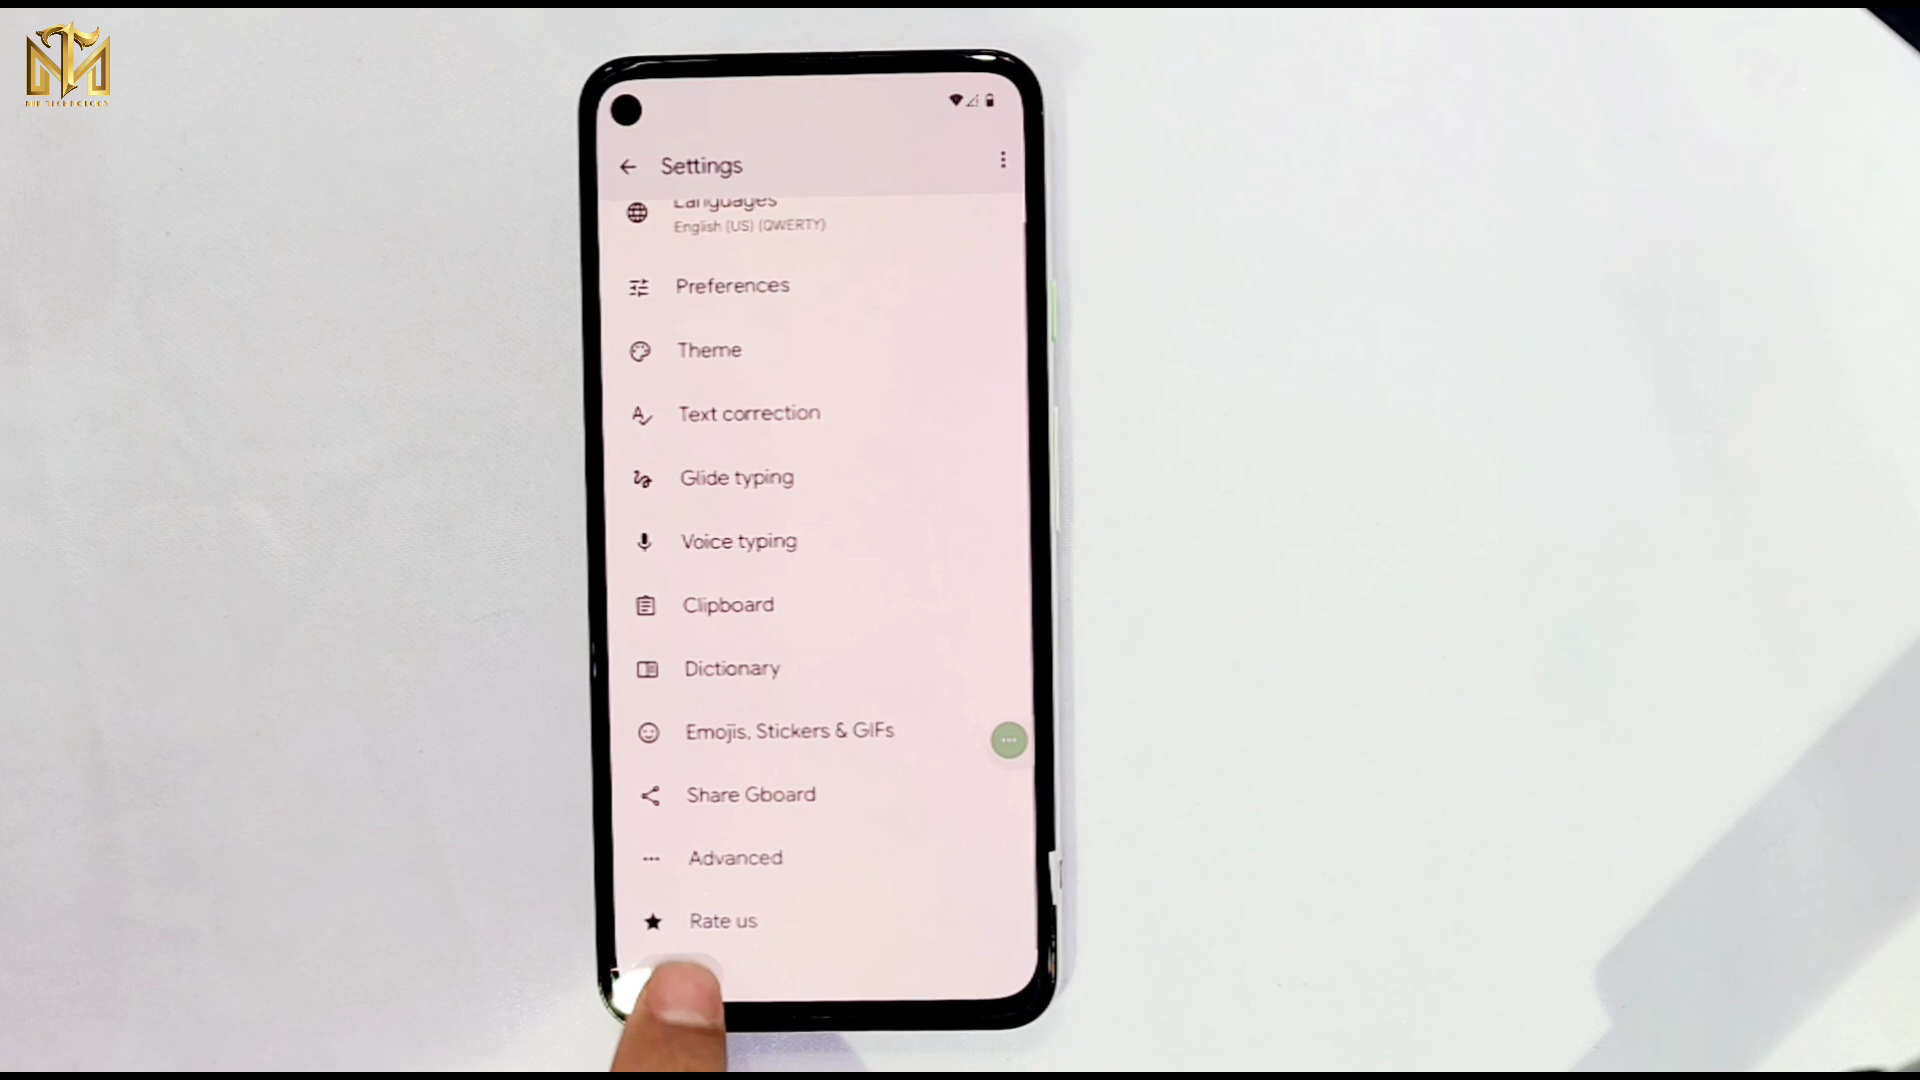 Settings
Languages
English (US) (QWERTY)
Preferences
Theme
Text correction
Glide typing
Voice typing
Clipboard
Dictionary
Emojis, Stickers & GIFs
Share Gboard
Advanced
Rate us